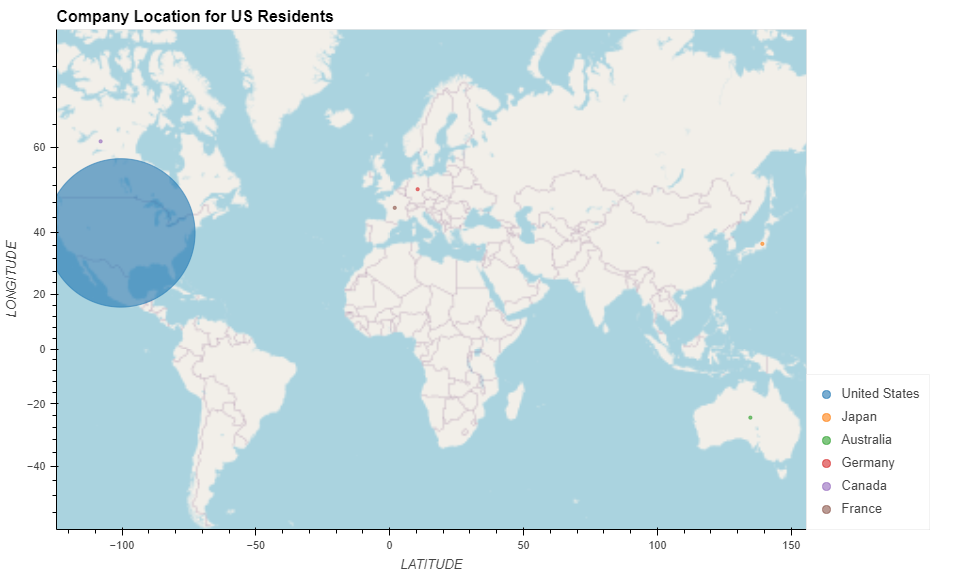 Company Location for US Residents
LONGITUDE
60
40
20
0
−20
−40
−100
−50
0
50
100
150
LATITUDE
United States
Japan
Australia
Germany
Canada
France